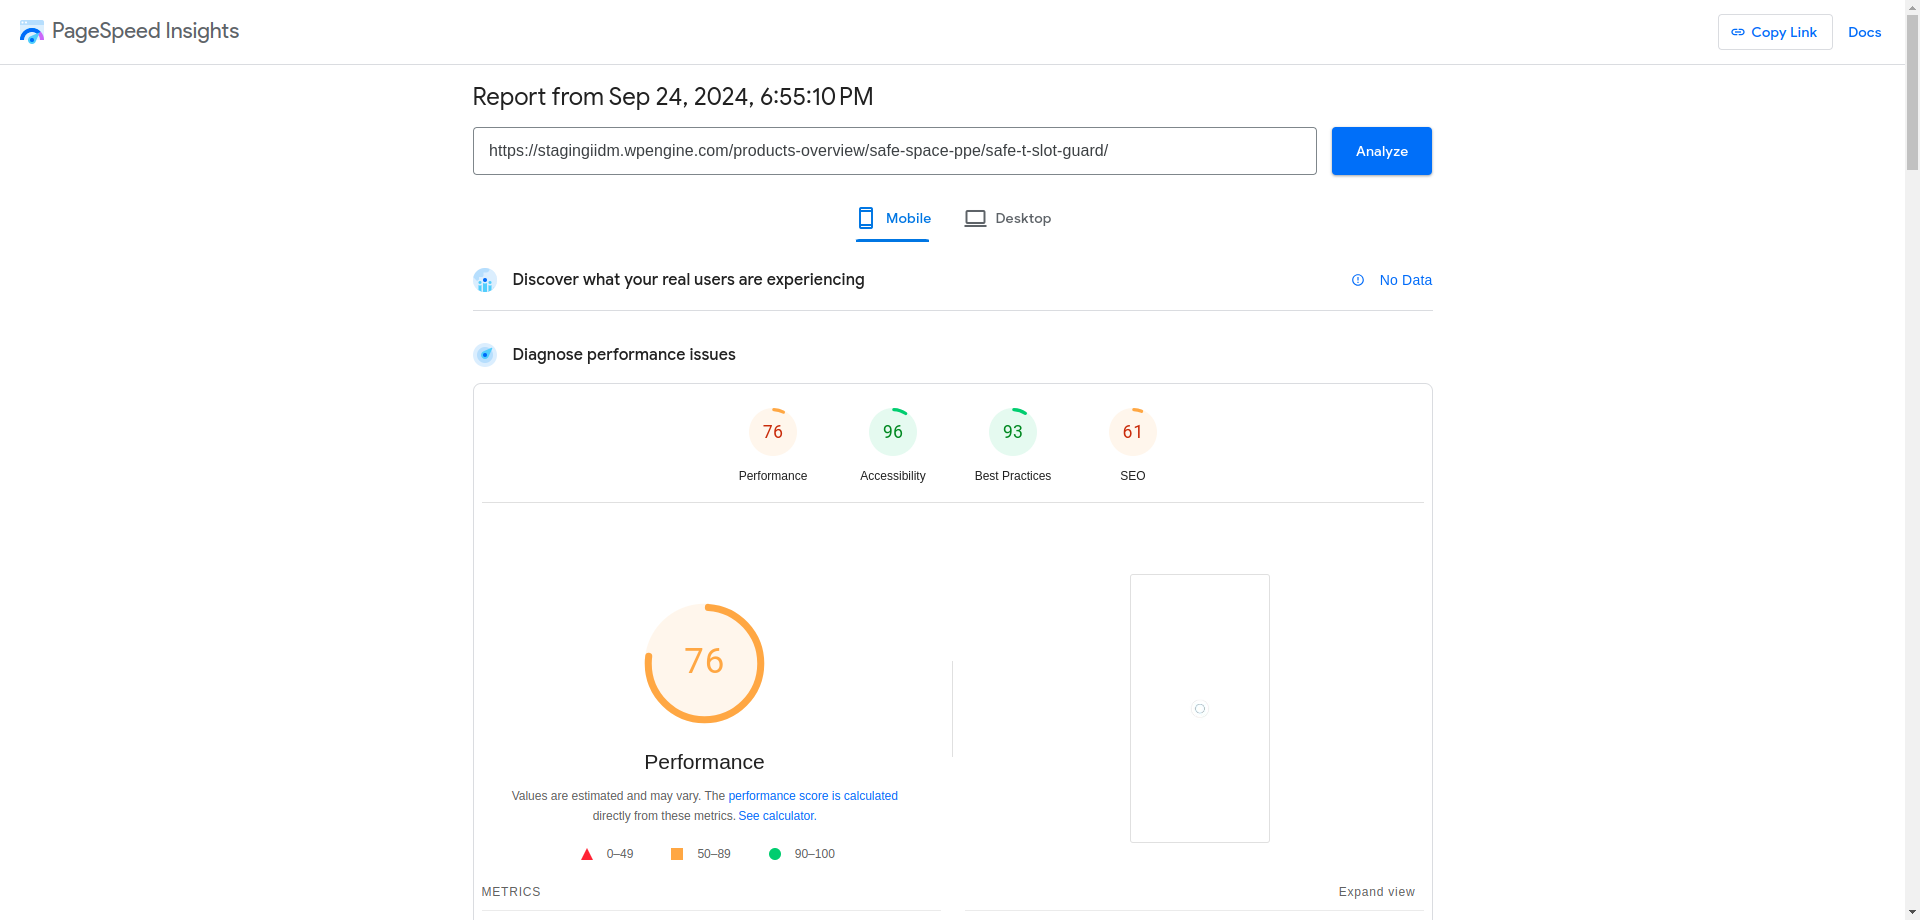 PageSpeed Insights
Copy Link
Docs
Report from Sep 24, 2024, 6:55:10 PM
https://stagingiidm.wpengine.com/products-overview/safe-space-ppe/safe-t-slot-guard/
Analyze
Mobile
Desktop
Discover what your real users are experiencing
No Data
Diagnose performance issues
76
96
93
61
Performance
Accessibility
Best Practices
SEO
76
Performance
Values are estimated and may vary. The performance score is calculated
directly from these metrics. See calculator.
0–49
50–89
90–100
METRICS
Expand view